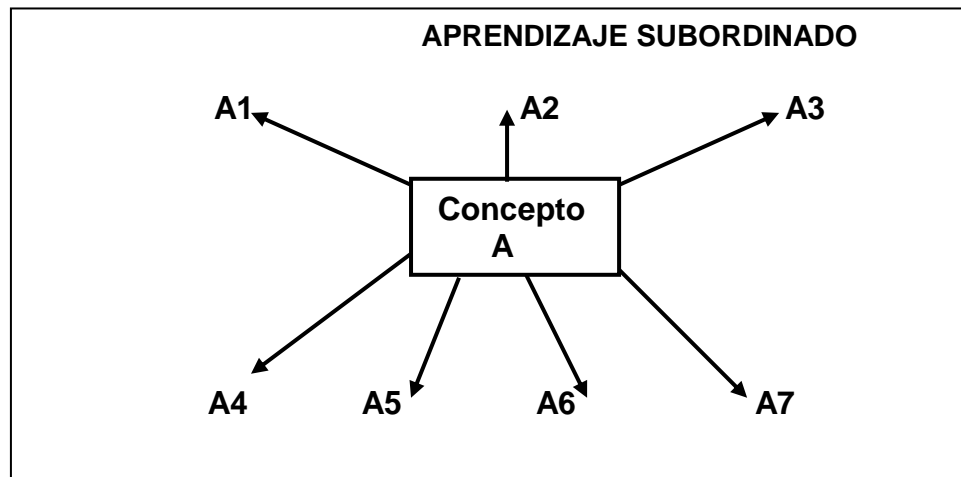 APRENDIZAJE SUBORDINADO
A1 A2 A3
Concepto
A
A4 A5 A6 A7